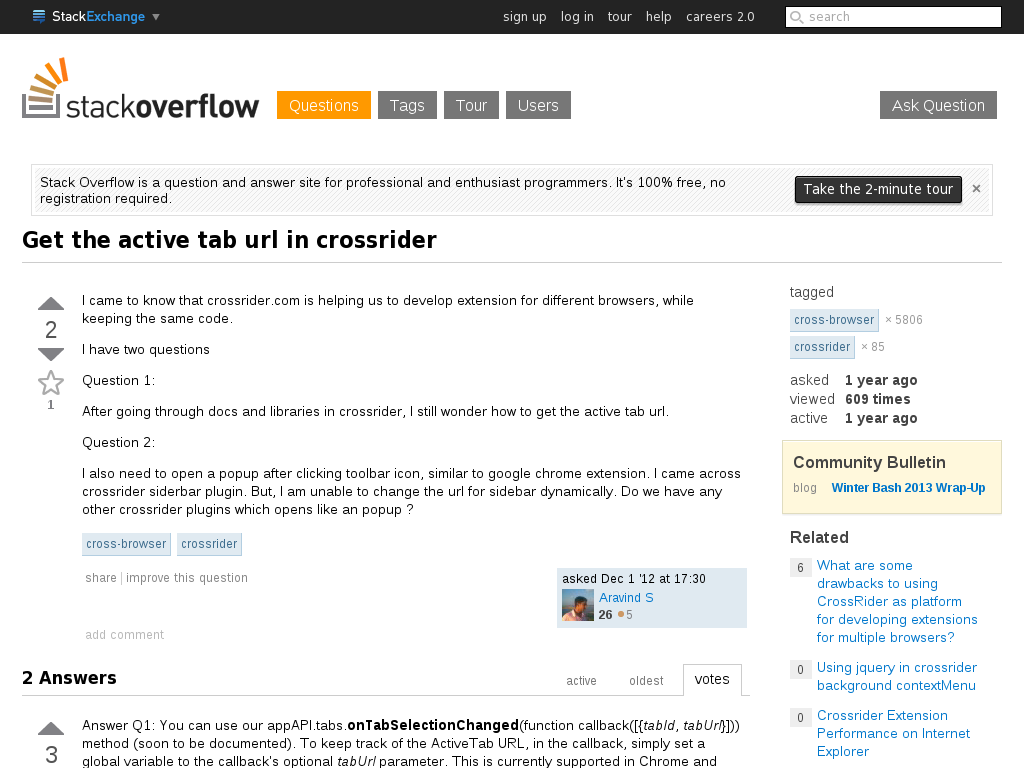 StackExchange
sign up log in tour help careers 2.0
search
stackoverflow
Questions
Tags
Tour
Users
Ask Question
Stack Overflow is a question and answer site for professional and enthusiast programmers. It's 100% free, no
registration required.
Take the 2-minute tour
×
Get the active tab url in crossrider
2
1
I came to know that crossrider.com is helping us to develop extension for different browsers, while
keeping the same code.
I have two questions
Question 1:
After going through docs and libraries in crossrider, I still wonder how to get the active tab url.
Question 2:
I also need to open a popup after clicking toolbar icon, similar to google chrome extension. I came across
crossrider siderbar plugin. But, I am unable to change the url for sidebar dynamically. Do we have any
other crossrider plugins which opens like an popup ?
cross-browser crossrider
share improve this question
asked Dec 1 '12 at 17:30
Aravind S
26 5
add comment
2 Answers
active oldest votes
3
Answer Q1: You can use our appAPI.tabs.onTabSelectionChanged(function callback([{tabId, tabUrl}]))
method (soon to be documented). To keep track of the ActiveTab URL, in the callback, simply set a
global variable to the callback's optional tabUrl parameter. This is currently supported in Chrome and
tagged
cross-browser × 5806
crossrider × 85
asked 1 year ago
viewed 609 times
active 1 year ago
Community Bulletin
blog Winter Bash 2013 Wrap-Up
Related
6 What are some
drawbacks to using
CrossRider as platform
for developing extensions
for multiple browsers?
0 Using jquery in crossrider
background contextMenu
0 Crossrider Extension
Performance on Internet
Explorer